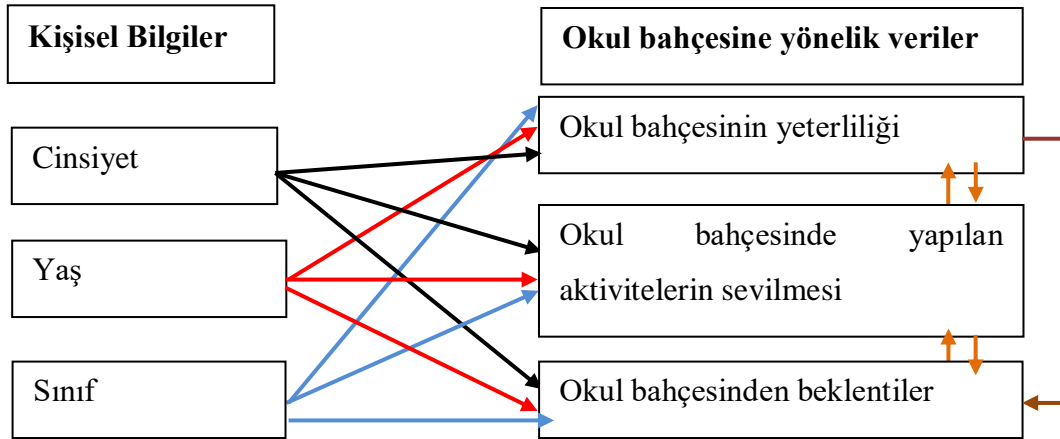 Kişisel Bilgiler
Cinsiyet
Yaş
Sınıf
Okul bahçesine yönelik veriler
Okul bahçesinin yeterliliği
Okul bahçesinde yapılan
aktivitelerin sevilmesi
Okul bahçesinden beklentiler